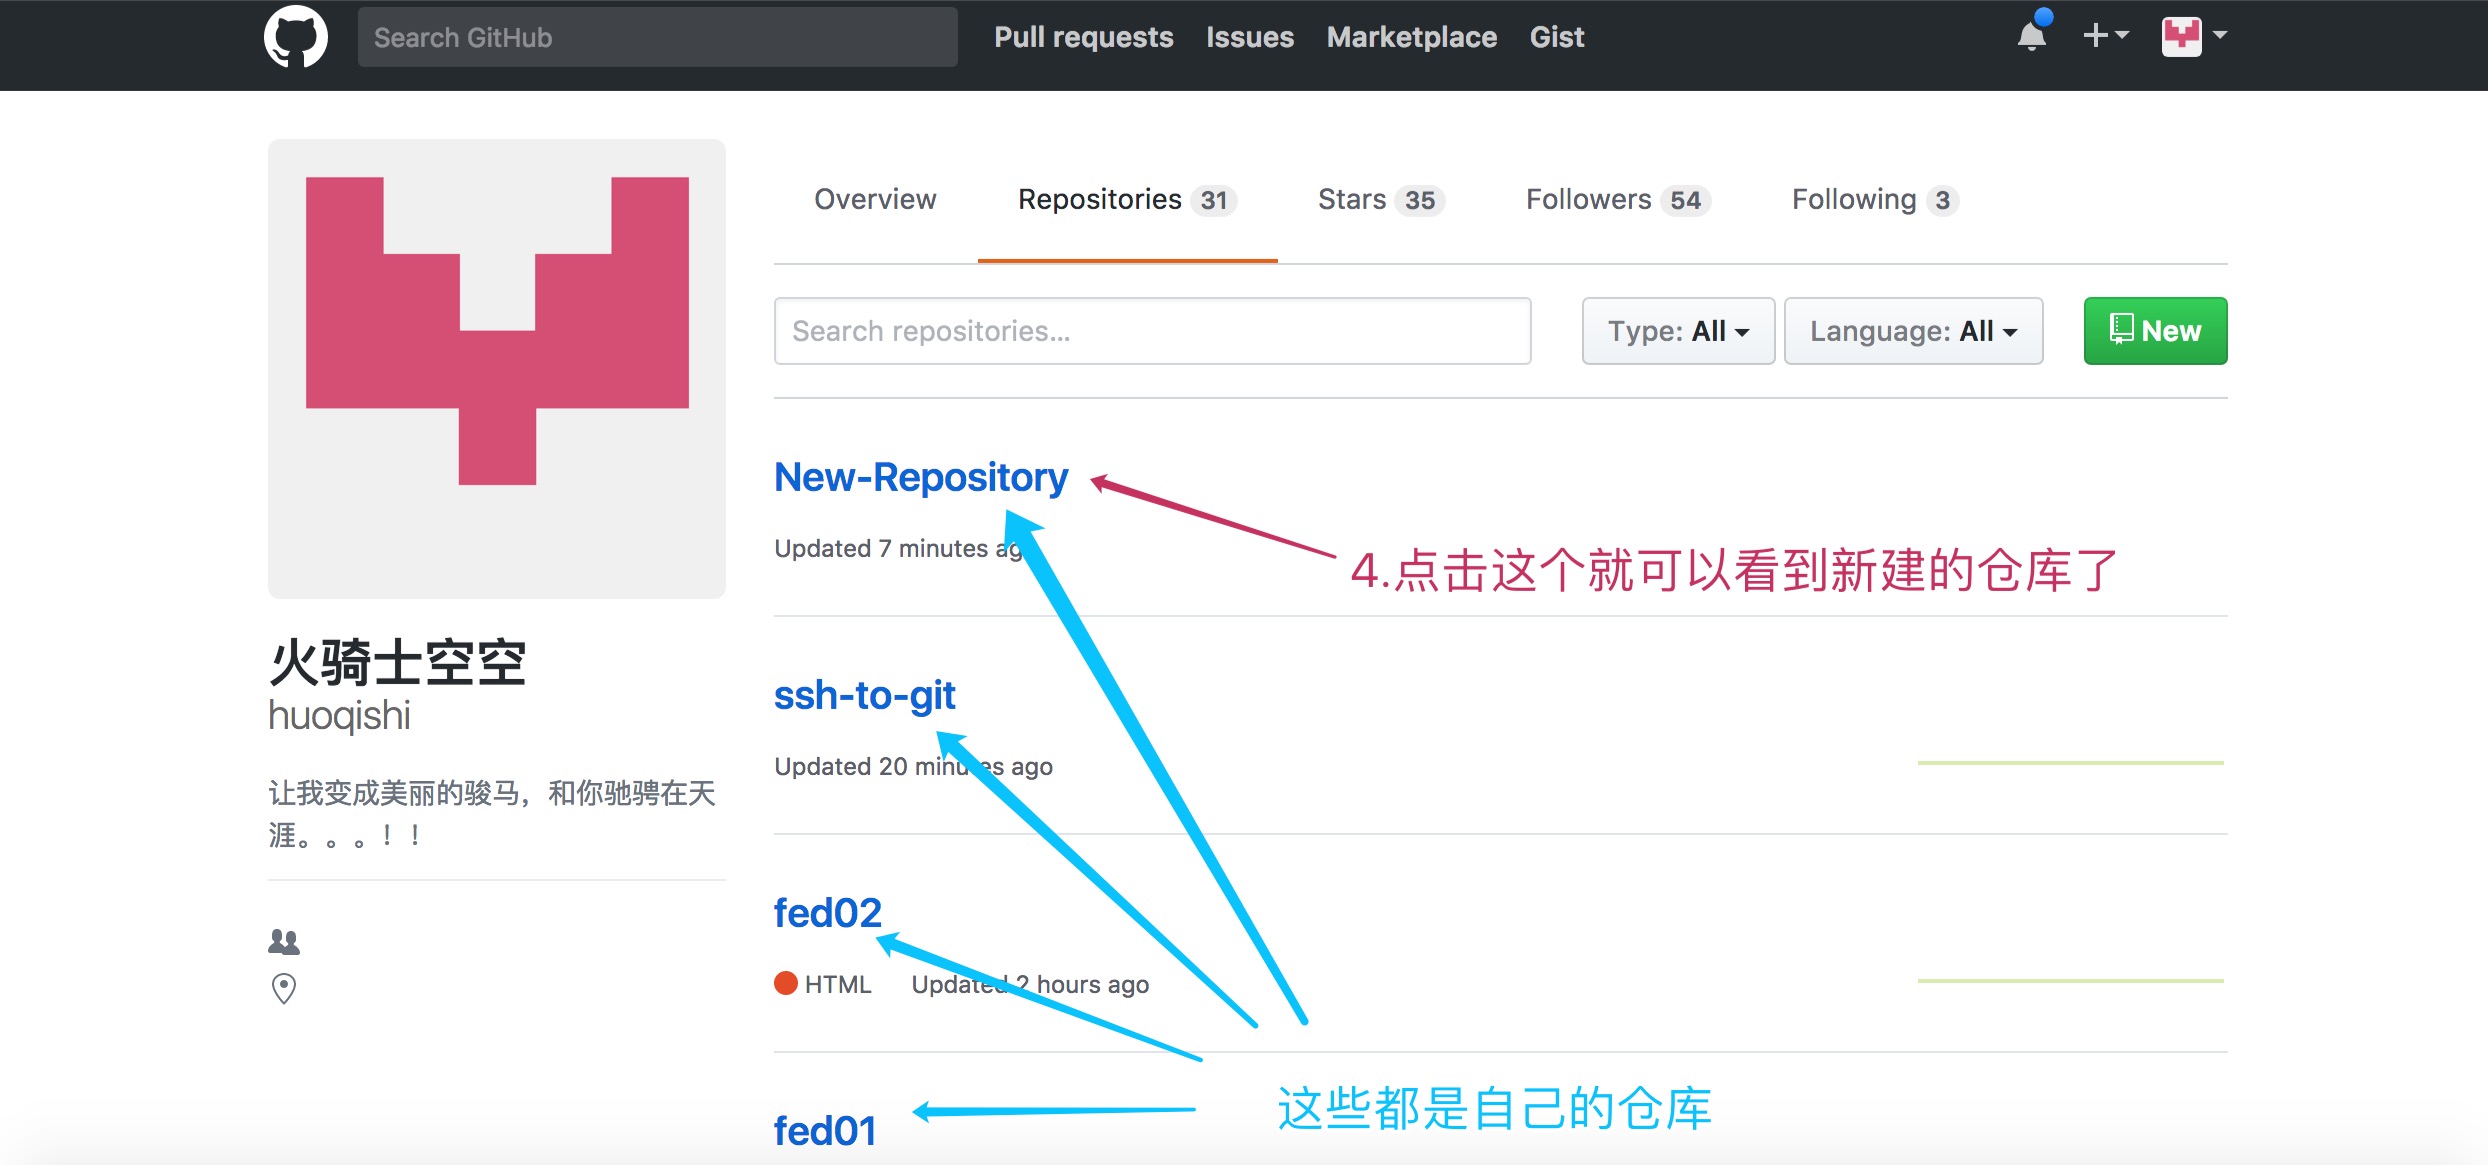 Search GitHub
Pull requests Issues Marketplace Gist
Overview Repositories 31 Stars 35 Followers 54 Following 3
Search repositories...
Type: All Language: All New
New-Repository
Updated 7 minutes ag
4.点击这个就可以看到新建的仓库了
火骑士空空
huoqishi
让我变成美丽的骏马，和你驰骋在天
涯。。。！！
ssh-to-git
Updated 20 minutes ago
fed02
HTML Updated 2 hours ago
fed01
这些都是自己的仓库